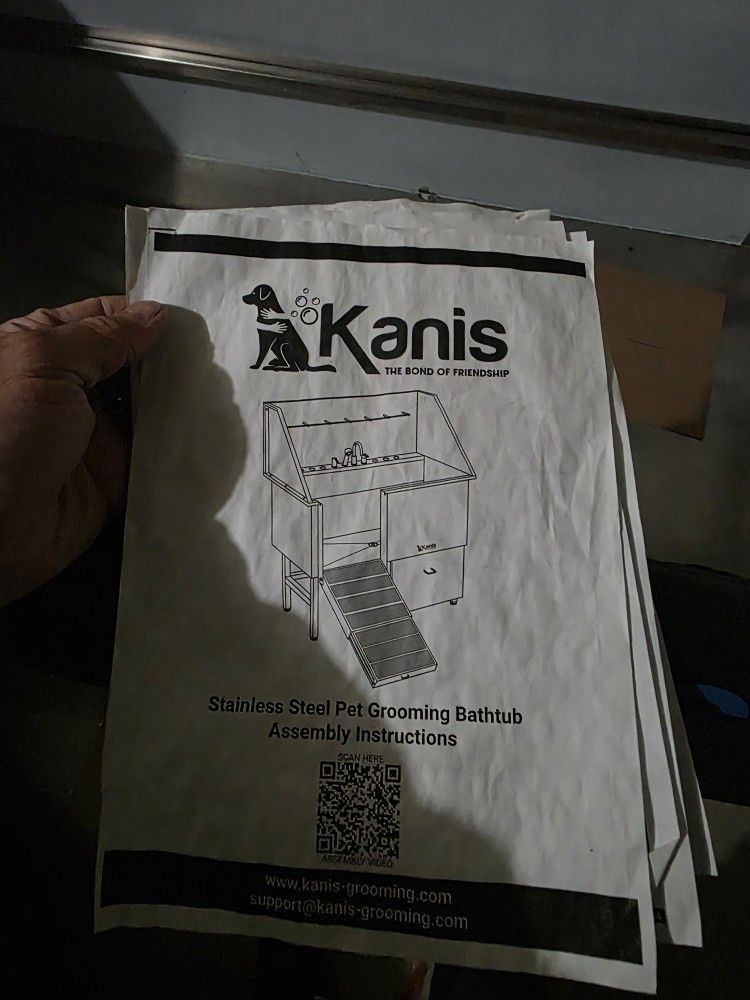 Kanis
THE BOND OF FRIENDSHIP
Kanis
Stainless Steel Pet Grooming Bathtub
Assembly Instructions
SCAN HERE
ASSEMBLY VIDEO
www.kanis-grooming.com
support@kanis-grooming.com